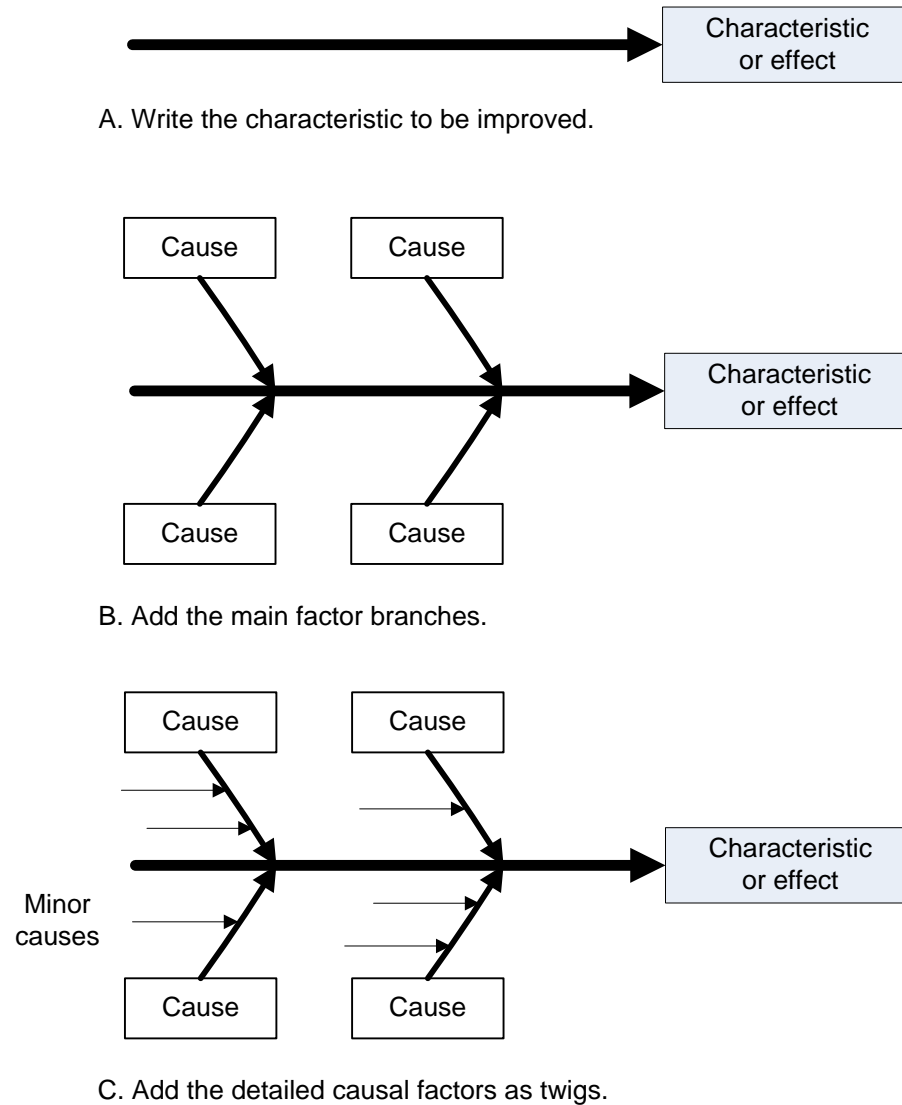 Characteristic
or effect
A. Write the characteristic to be improved.
Cause
Cause
Characteristic
or effect
Cause
Cause
B. Add the main factor branches.
Cause
Cause
Characteristic
or effect
Minor
causes
Cause
Cause
C. Add the detailed causal factors as twigs.